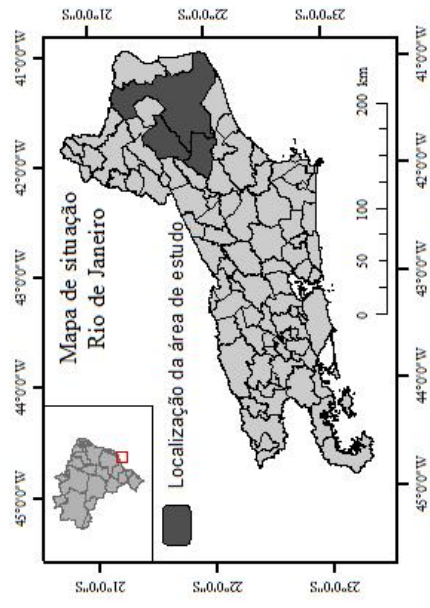 45°0'0"W 44°0'0"W 43°0'0"W 42°0'0"W 41°0'0"W
Mapa de situação
Rio de Janeiro
Localização da área de estudo
21°0'0"S
22°0'0"S
23°0'0"S
21°0'0"S
22°0'0"S
23°0'0"S
0 50 100 200 km
45°0'0"W 44°0'0"W 43°0'0"W 42°0'0"W 41°0'0"W